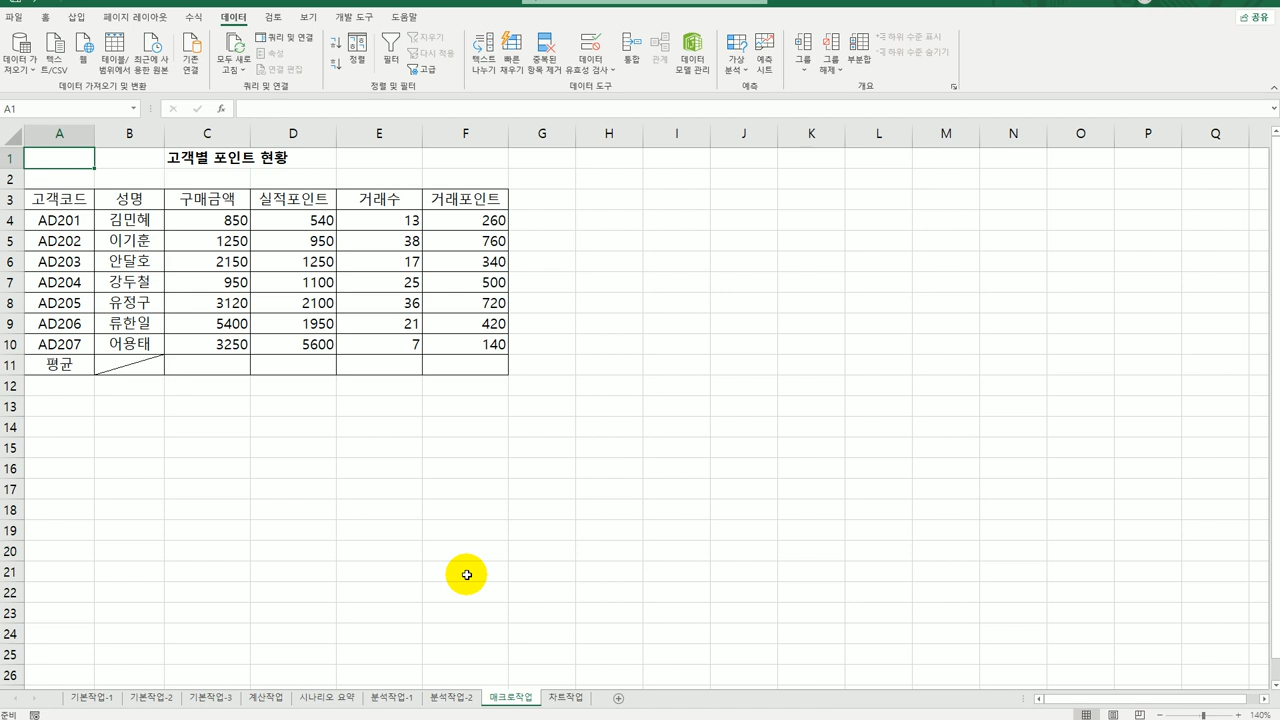 파일 홈 삽입 페이지 레이아웃 수식 데이터 검토 보기 개발 도구 도움말 공유
데이터 가져오기 텍스트/CSV 웹 테이블/범위에서 최근에 사용한 원본 기존 연결
모두 새로 고침 쿼리 및 연결 속성 연결 편집
정렬 필터 지우기 다시 적용 고급
텍스트 나누기 빠른 채우기 중복된 항목 제거 데이터 유효성 검사 통합 관계 데이터 모델 관리
가상 분석 예측 시트
그룹 그룹 해제 부분합 하위 수준 표시 하위 수준 숨기기
데이터 가져오기 및 변환 쿼리 및 연결 정렬 및 필터 데이터 도구 예측 개요
A1 fx
A B C D E F G H I J K L M N O P Q
1 고객별 포인트 현황
2
3 고객코드 성명 구매금액 실적포인트 거래수 거래포인트
4 AD201 김민혜 850 540 13 260
5 AD202 이기훈 1250 950 38 760
6 AD203 안달호 2150 1250 17 340
7 AD204 강두철 950 1100 25 500
8 AD205 유정구 3120 2100 36 720
9 AD206 류한일 5400 1950 21 420
10 AD207 어용태 3250 5600 7 140
11 평균
12
13
14
15
16
17
18
19
20
21
22
23
24
25
26
기본작업-1 기본작업-2 기본작업-3 계산작업 시나리오 요약 분석작업-1 분석작업-2 매크로작업 차트작업
준비 140%